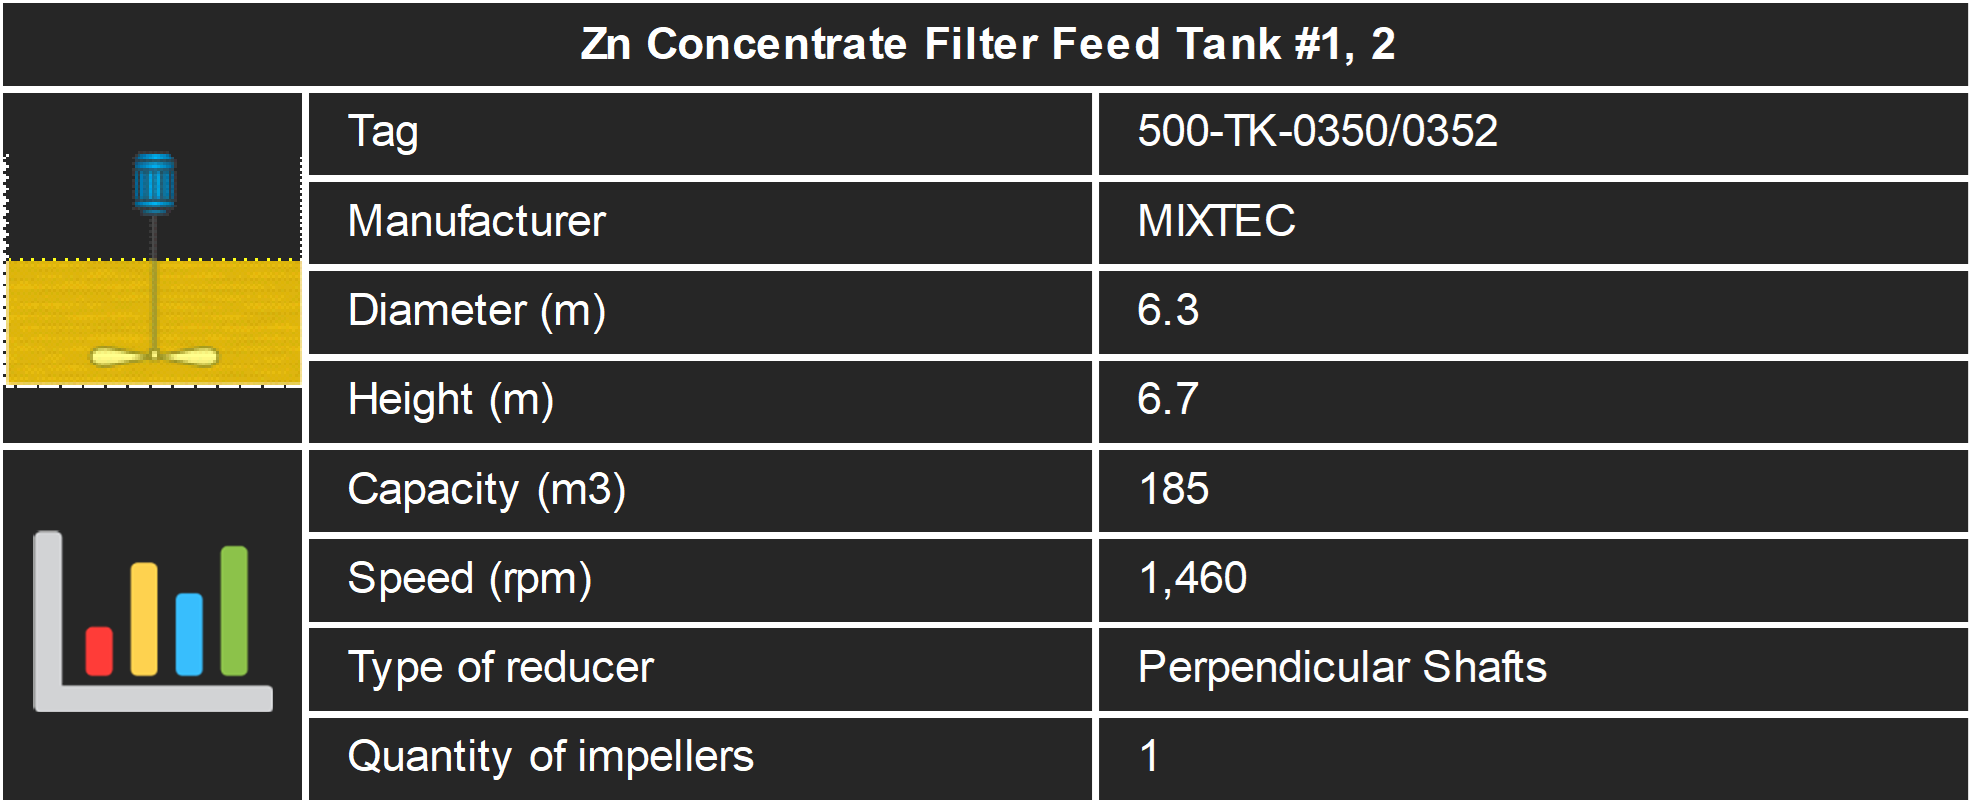 Zn Concentrate Filter Feed Tank #1, 2
Tag 500-TK-0350/0352
Manufacturer MIXTEC
Diameter (m) 6.3
Height (m) 6.7
Capacity (m3) 185
Speed (rpm) 1,460
Type of reducer Perpendicular Shafts
Quantity of impellers 1